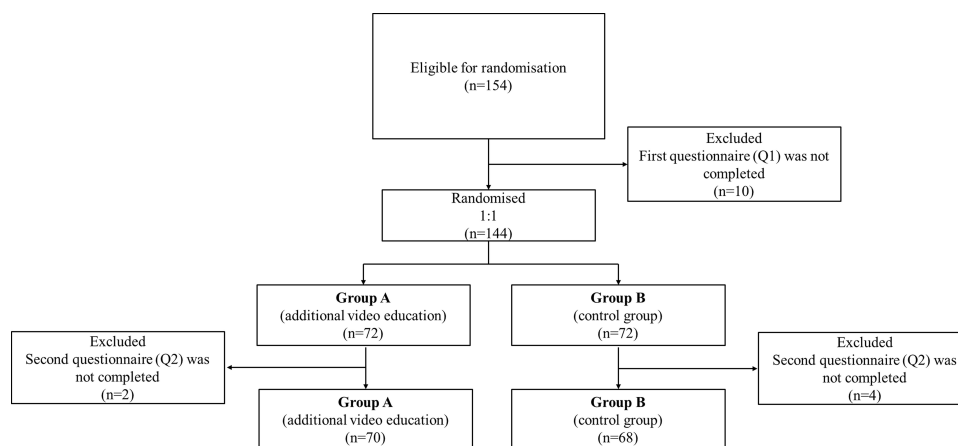 Eligible for randomisation
(n=154)
Excluded
First questionnaire (Q1) was not
completed
(n=10)
Randomised
1:1
(n=144)
Group A
(additional video education)
(n=72)
Group B
(control group)
(n=72)
Excluded
Second questionnaire (Q2) was
not completed
(n=2)
Excluded
Second questionnaire (Q2) was
not completed
(n=4)
Group A
(additional video education)
(n=70)
Group B
(control group)
(n=68)